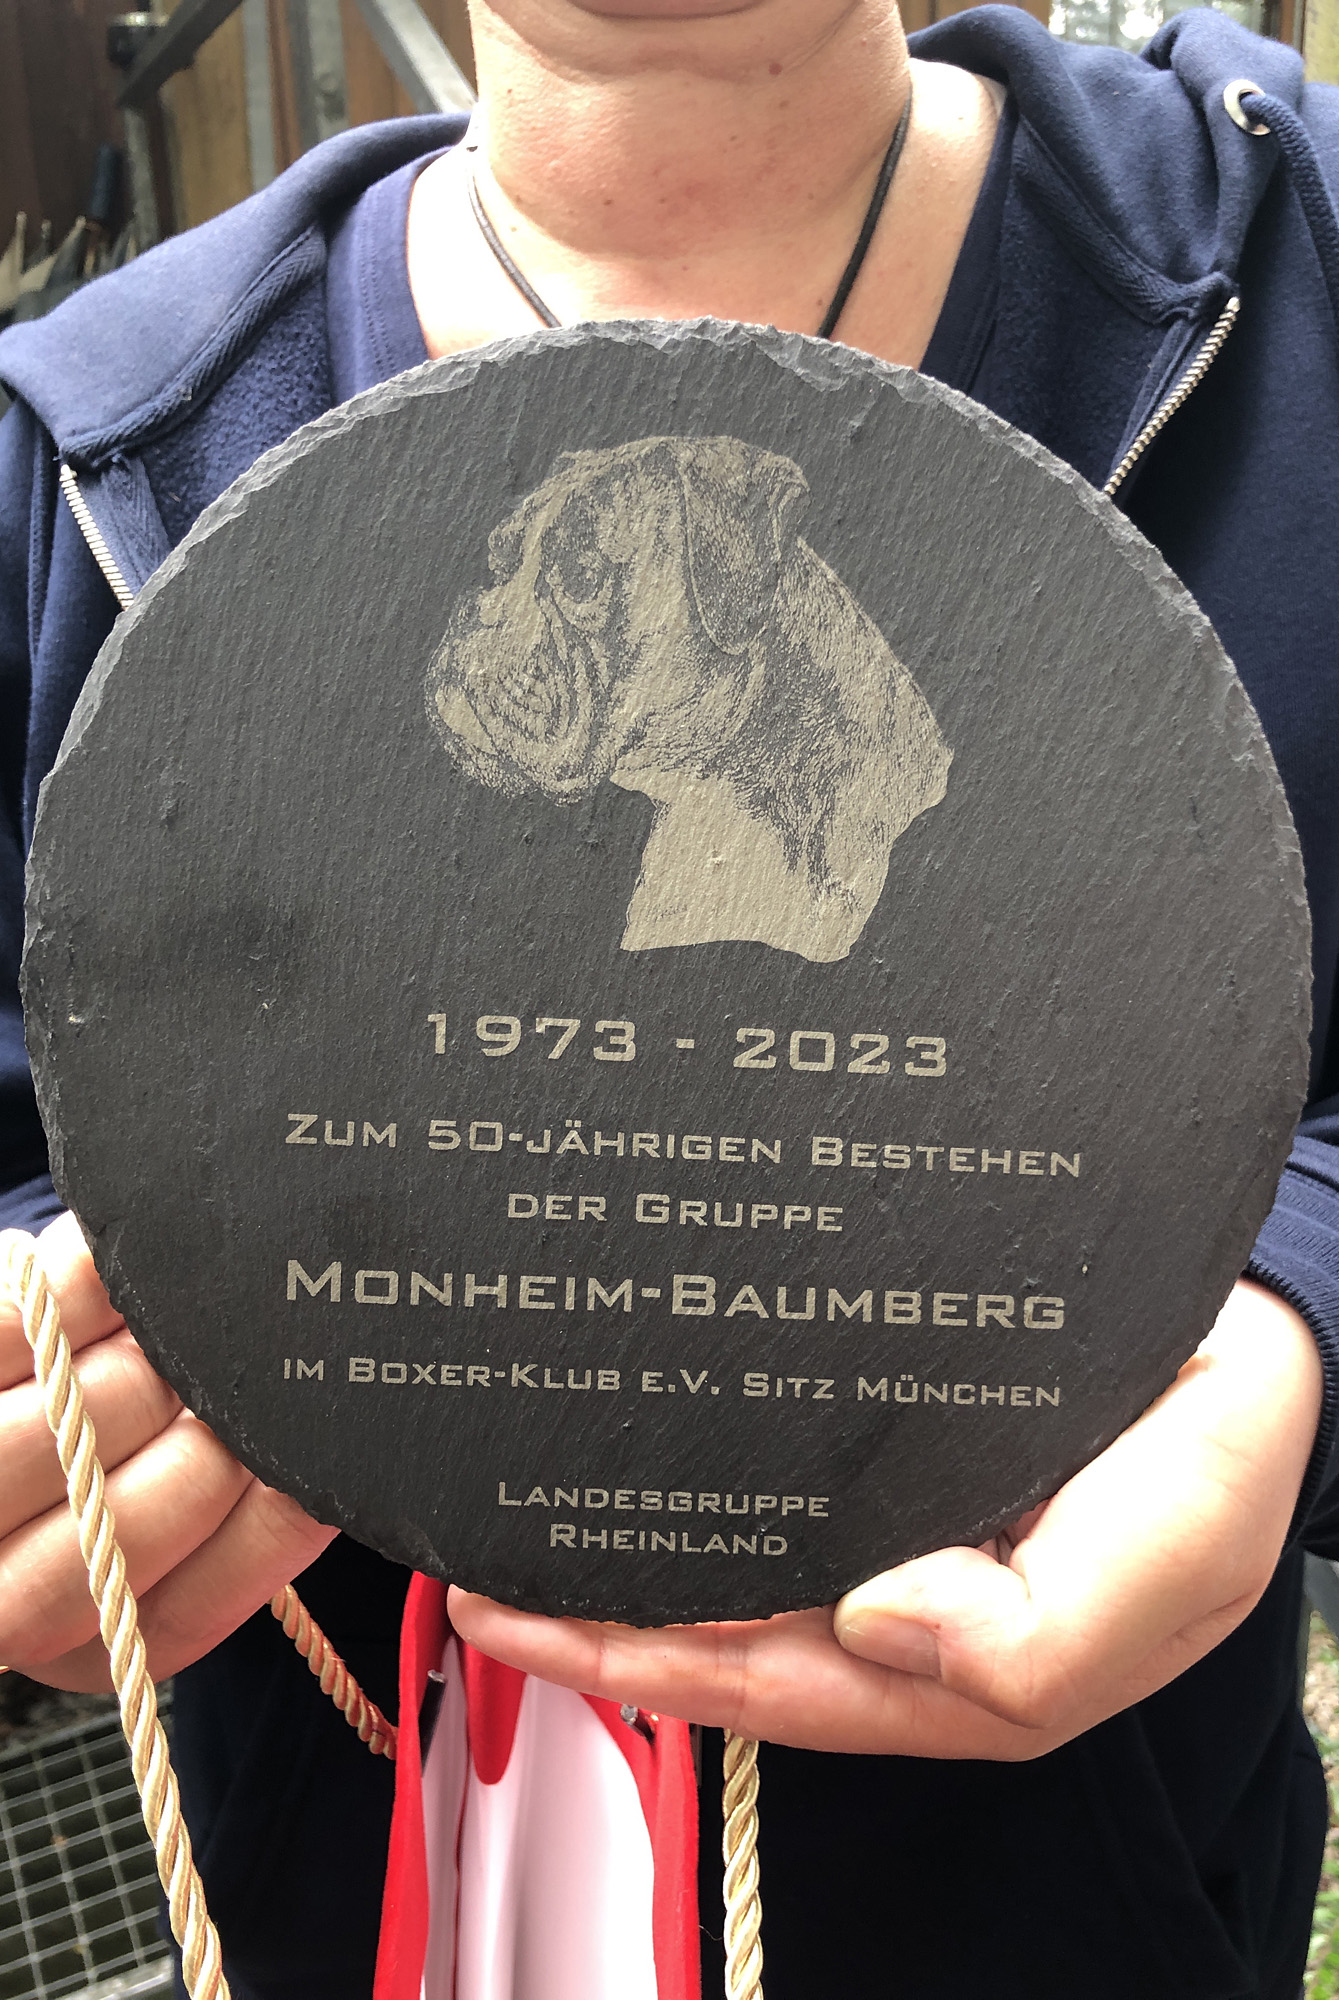 1973 - 2023
Zum 50-jährigen Bestehen
der Gruppe
Monheim-Baumberg
im Boxer-Klub e.V. Sitz München
Landesgruppe
Rheinland